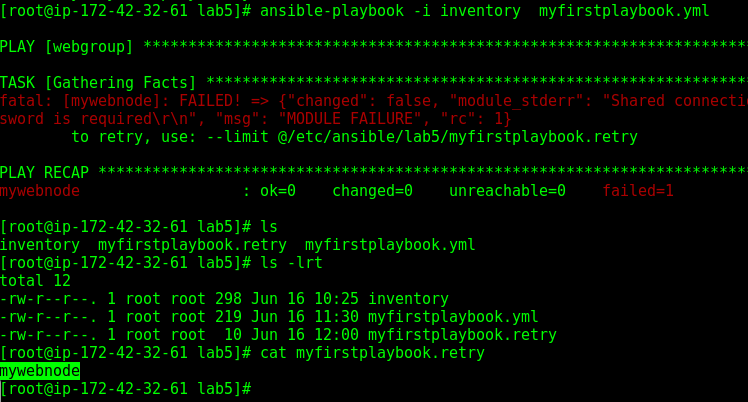 [root@ip-172-42-32-61 lab5]# ansible-playbook -i inventory  myfirstplaybook.yml
PLAY [webgroup] *******************************************************************
TASK [Gathering Facts] ************************************************************
fatal: [mywebnode]: FAILED! => {"changed": false, "module_stderr": "Shared connecti
sword is required\r\n", "msg": "MODULE FAILURE", "rc": 1}
        to retry, use: --limit @/etc/ansible/lab5/myfirstplaybook.retry
PLAY RECAP ************************************************************************
mywebnode                  : ok=0    changed=0    unreachable=0    failed=1
[root@ip-172-42-32-61 lab5]# ls
inventory  myfirstplaybook.retry  myfirstplaybook.yml
[root@ip-172-42-32-61 lab5]# ls -lrt
total 12
-rw-r--r--. 1 root root 298 Jun 16 10:25 inventory
-rw-r--r--. 1 root root 219 Jun 16 11:30 myfirstplaybook.yml
-rw-r--r--. 1 root root  10 Jun 16 12:00 myfirstplaybook.retry
[root@ip-172-42-32-61 lab5]# cat myfirstplaybook.retry
mywebnode
[root@ip-172-42-32-61 lab5]#